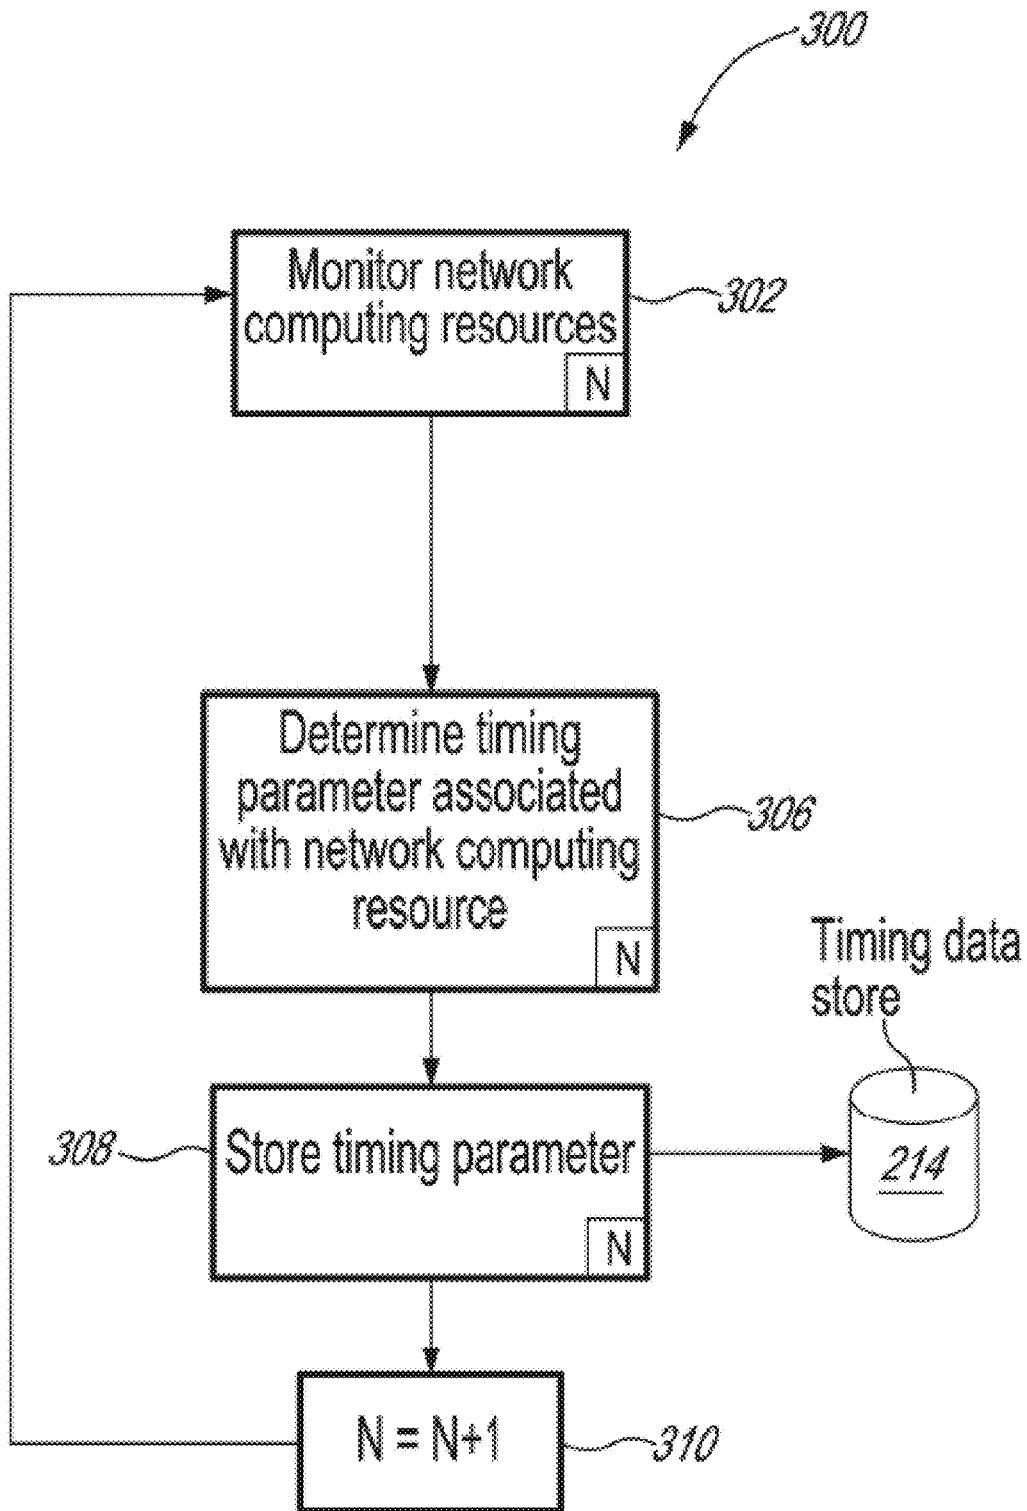 300
Monitor network
computing resources
N
302
Determine timing
parameter associated
with network computing
resource
N
306
Timing data
store
214
308
Store timing parameter
N
N = N+1
310